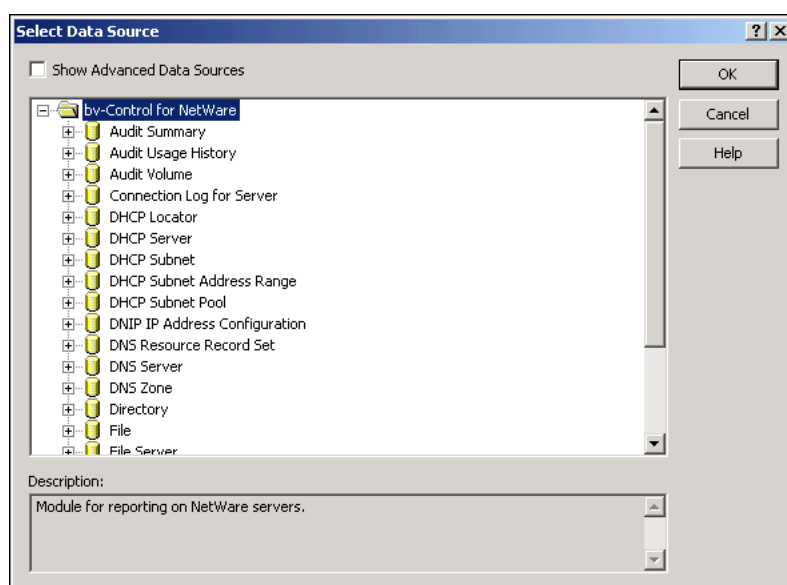 Select Data Source
Show Advanced Data Sources
OK
bv-Control for NetWare
Cancel
Audit Summary
Audit Usage History
Help
Audit Volume
Connection Log for Server
DHCP Locator
DHCP Server
DHCP Subnet
DHCP Subnet Address Range
DHCP Subnet Pool
DNIP IP Address Configuration
DNS Resource Record Set
DNS Server
DNS Zone
Directory
File
File Server
Description:
Module for reporting on NetWare servers.